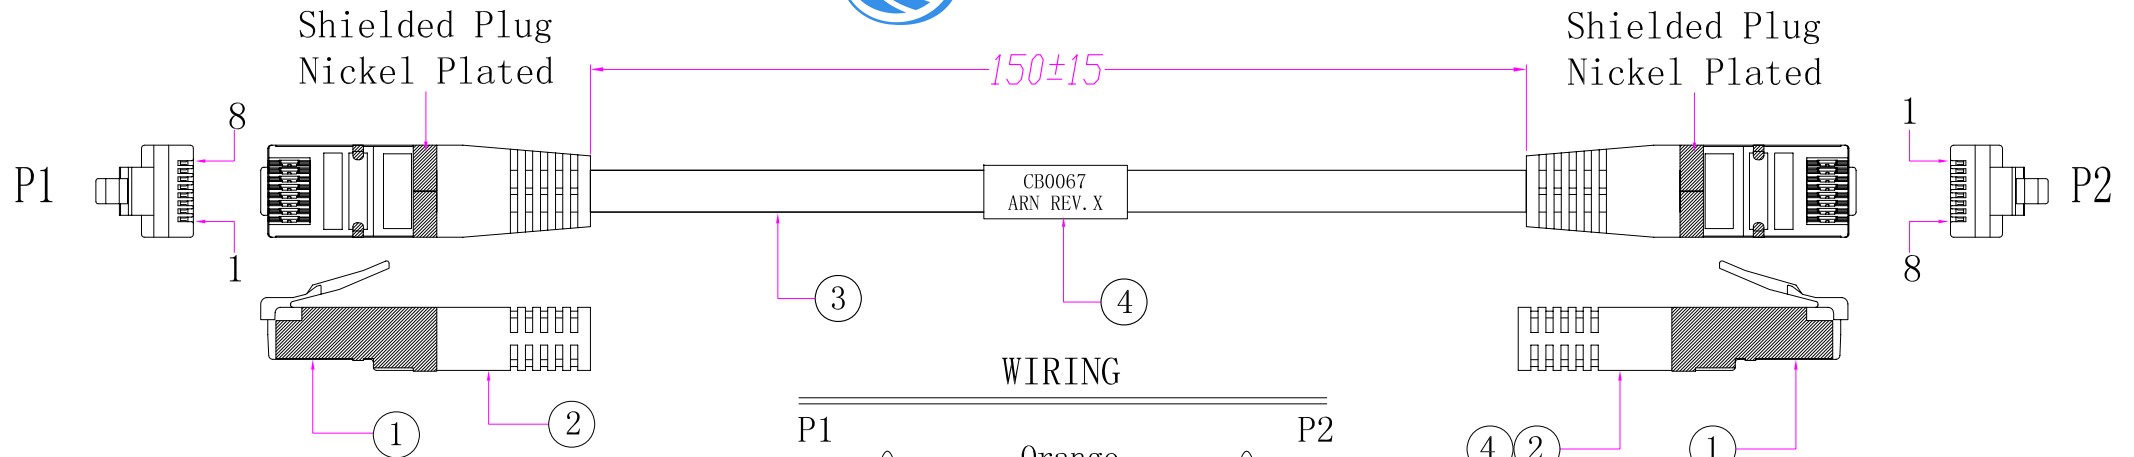 Shielded Plug
Nickel Plated
150±15
Shielded Plug
Nickel Plated
8
1
P1
CB0067
ARN REV.X
1
8
P2
3
4
WIRING
1
2
P1
P2
4
2
1
Orange